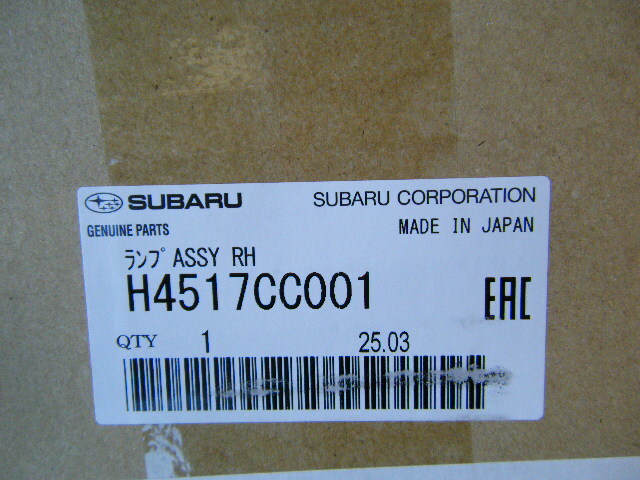 SUBARU SUBARU CORPORATION
GENUINE PARTS MADE IN JAPAN
ﾗﾝﾌﾟ ASSY RH
H4517CC001 EAC
QTY 1 25.03